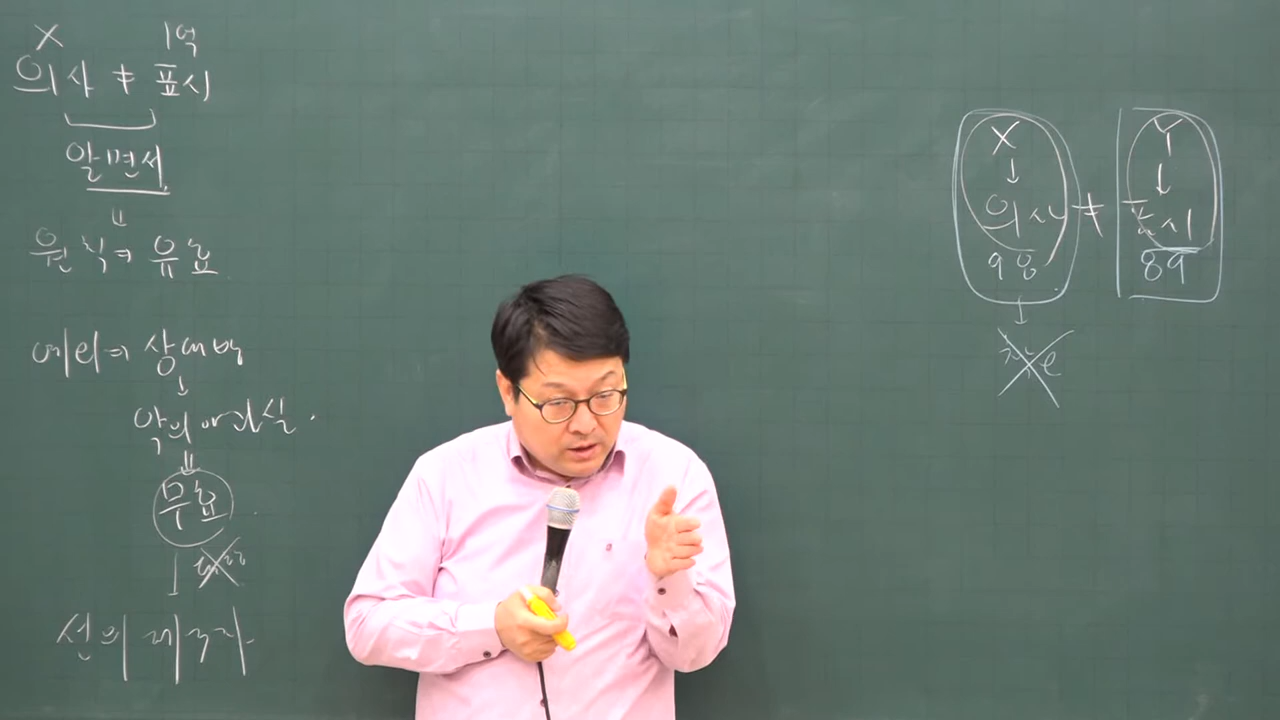 X 1억
의사 ≠ 표시
알면서
⇓
원칙 ⇒ 유효
예외 ⇒ 상대방
↓
악의 or 과실.
⇓
무효
↓
선의 제3자.
X Y
↓ ↓
의사 ≠ 표시
98 89
↓